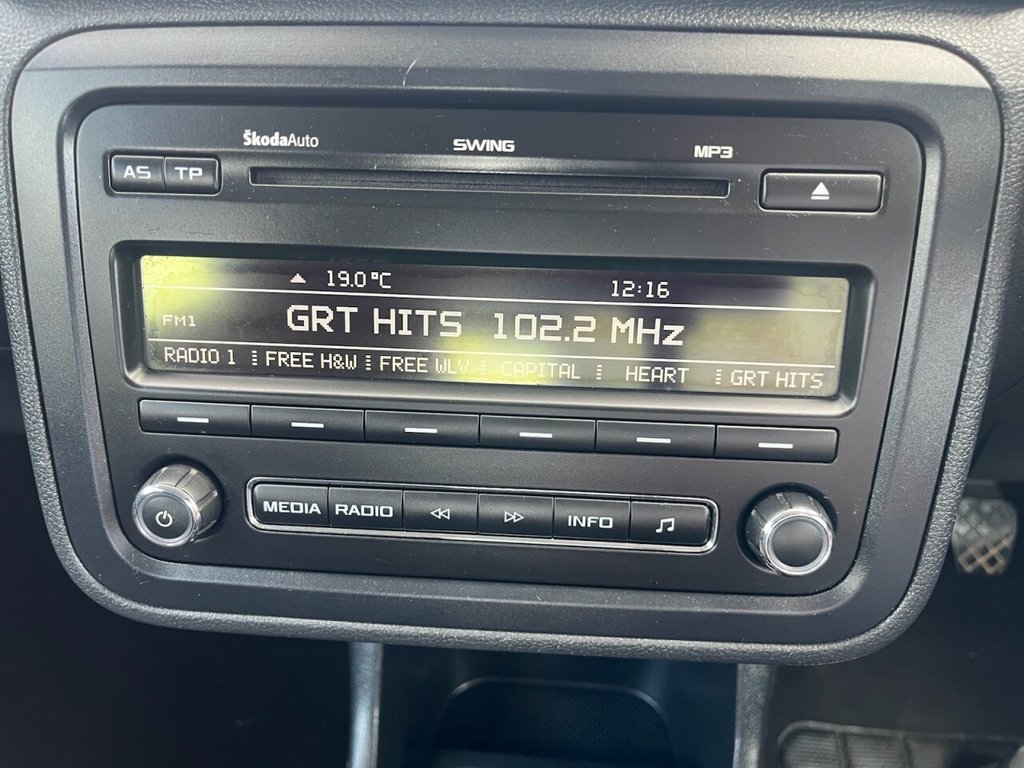 ŠkodaAuto SWING MP3
AS TP
19.0°C 12:16
FM1 GRT HITS 102.2 MHz
RADIO 1 FREE H&W FREE WLV CAPITAL HEART GRT HITS
MEDIA RADIO INFO